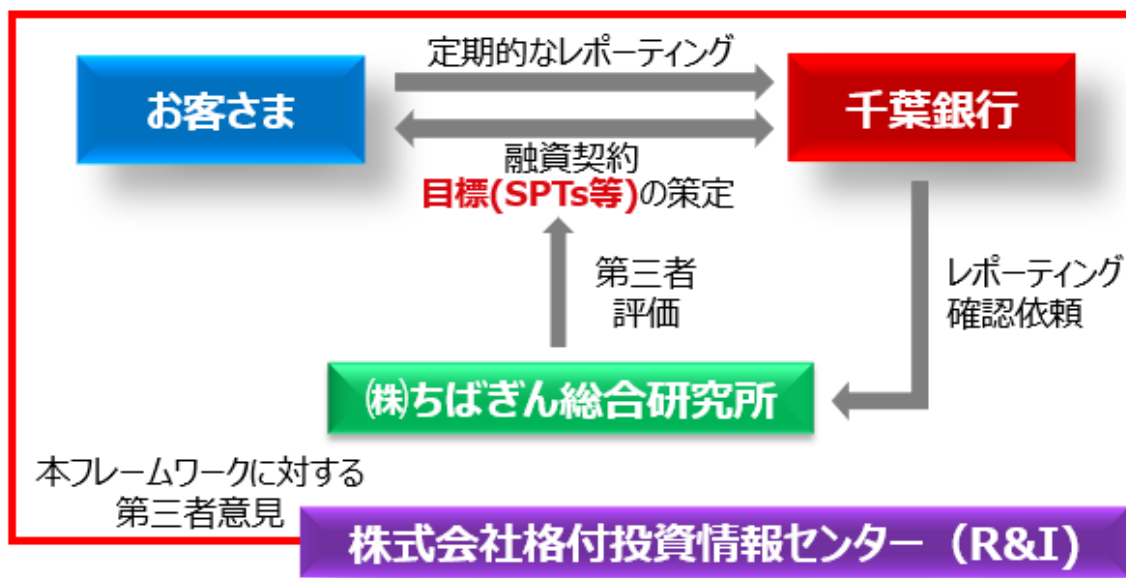 定期的なレポーティング
お客さま
千葉銀行
融資契約
目標(SPTs等)の策定
第三者
評価
レポーティング
確認依頼
㈱ちばぎん総合研究所
本フレームワークに対する
第三者意見
株式会社格付投資情報センター（R&I）